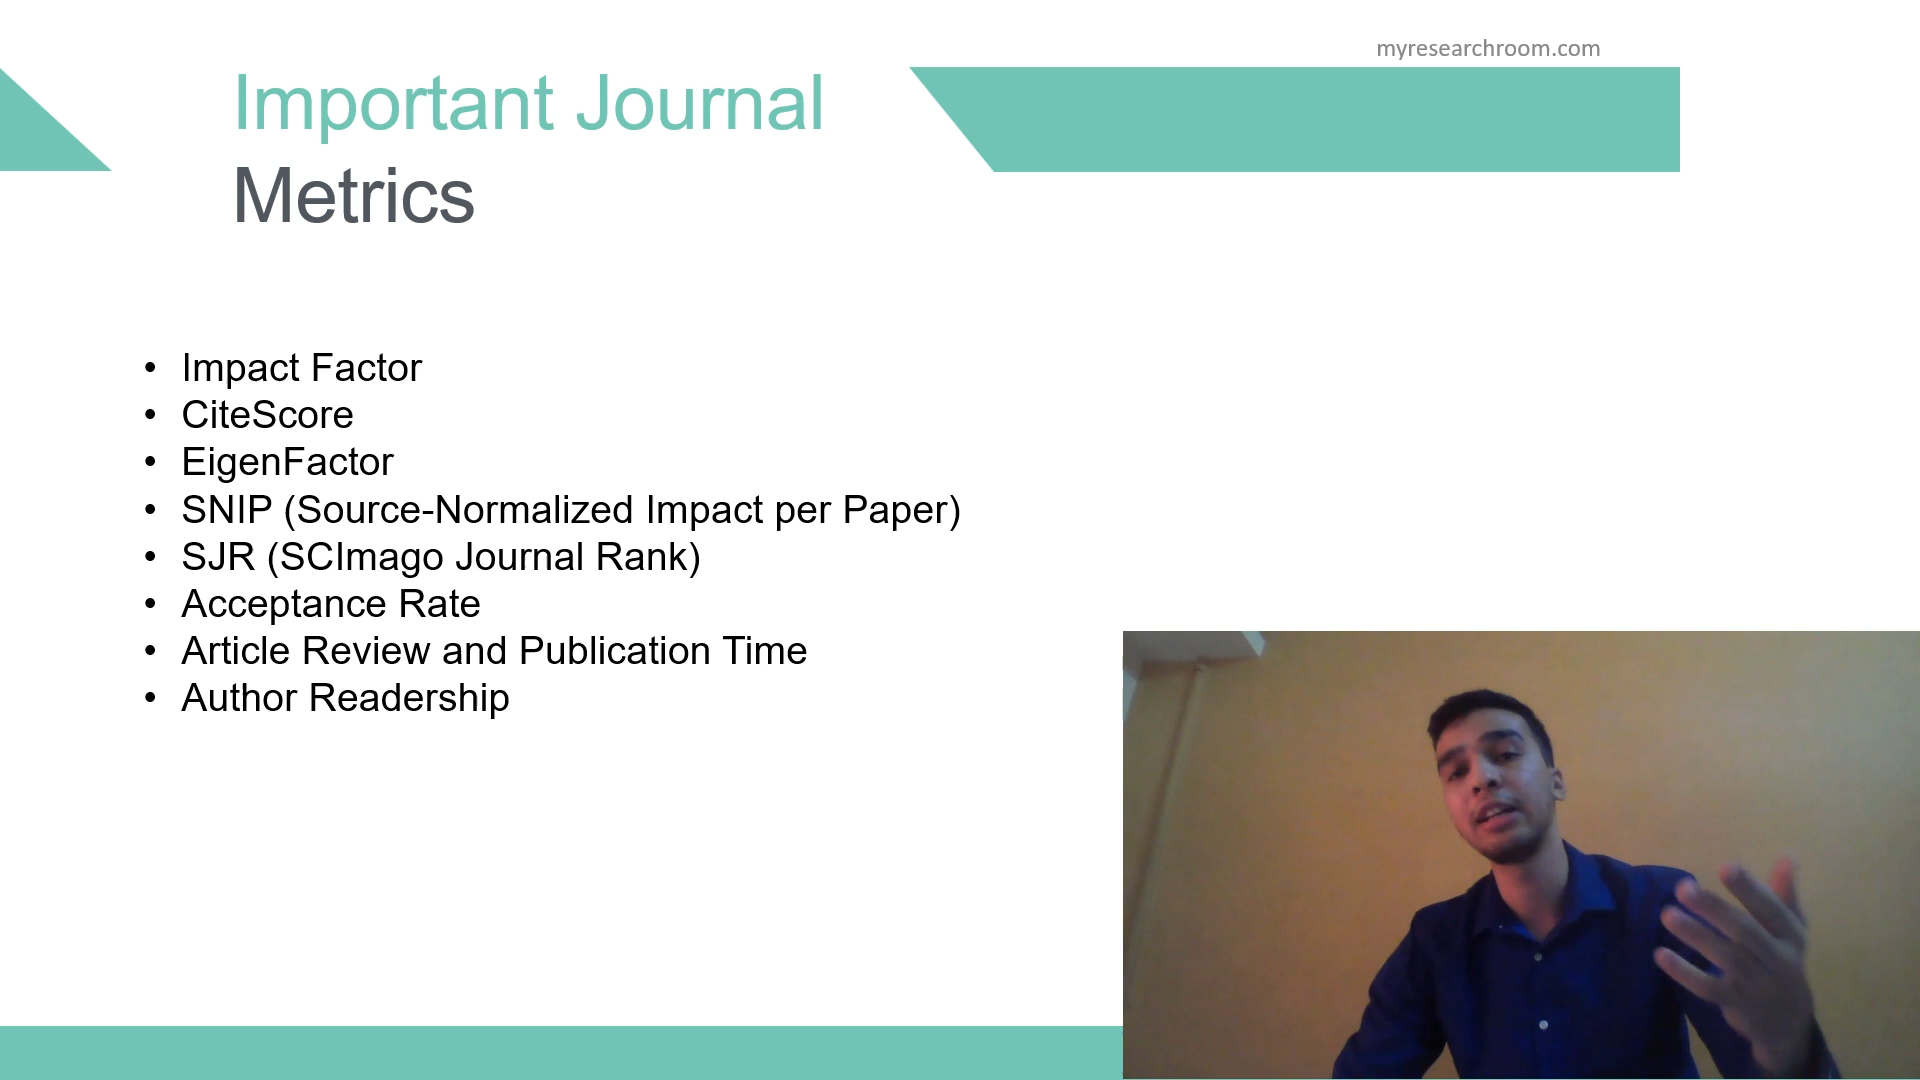 myresearchroom.com
Important Journal
Metrics
• Impact Factor
• CiteScore
• EigenFactor
• SNIP (Source-Normalized Impact per Paper)
• SJR (SCImago Journal Rank)
• Acceptance Rate
• Article Review and Publication Time
• Author Readership